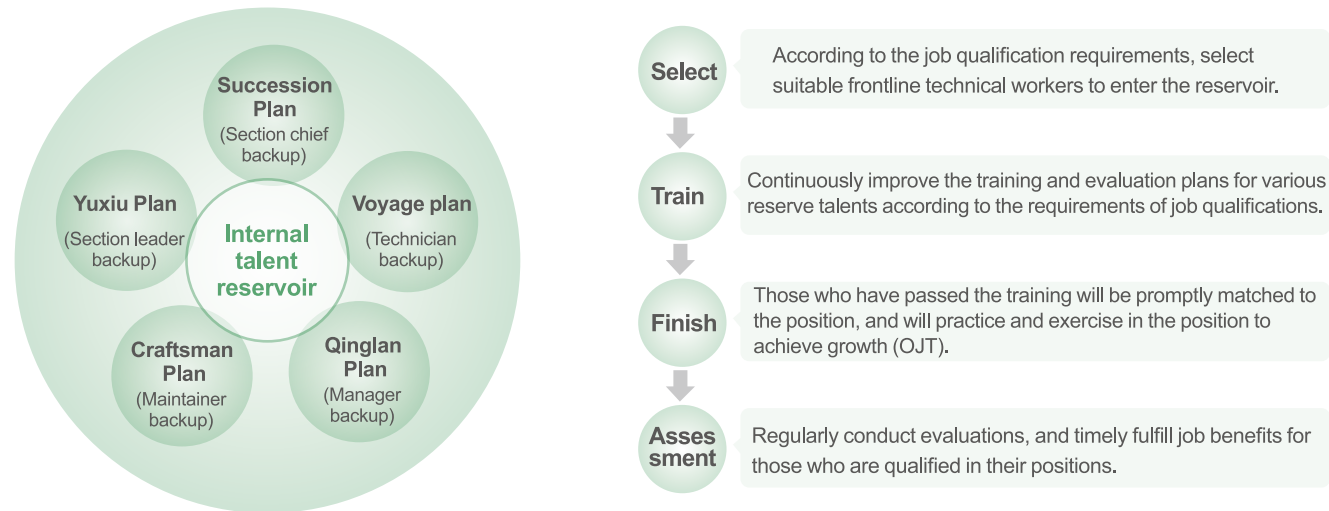 Succession
Plan
(Section chief
backup)
Yuxiu Plan
(Section leader
backup)
Voyage plan
(Technician
backup)
Internal
talent
reservoir
Craftsman
Plan
(Maintainer
backup)
Qinglan
Plan
(Manager
backup)
Select
According to the job qualification requirements, select
suitable frontline technical workers to enter the reservoir.
Train
Continuously improve the training and evaluation plans for various
reserve talents according to the requirements of job qualifications.
Finish
Those who have passed the training will be promptly matched to
the position, and will practice and exercise in the position to
achieve growth (OJT).
Asses
sment
Regularly conduct evaluations, and timely fulfill job benefits for
those who are qualified in their positions.